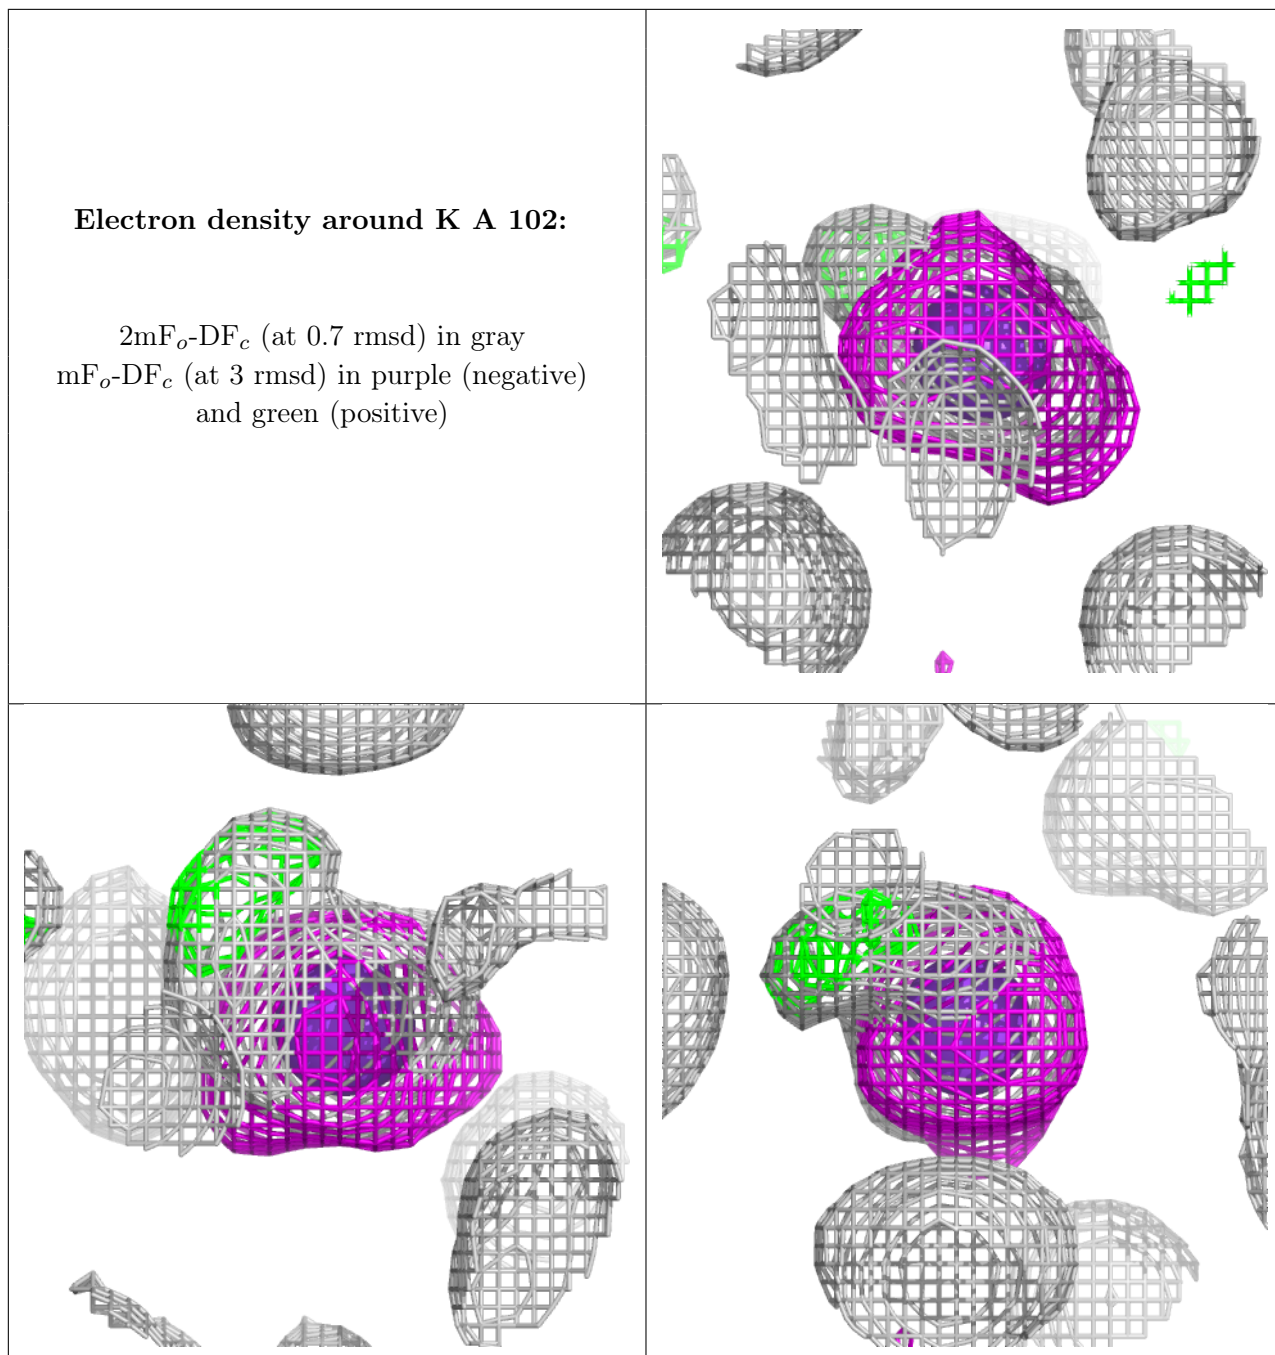 Electron density around K A 102:
2mFo-DFc (at 0.7 rmsd) in gray
mFo-DFc (at 3 rmsd) in purple (negative)
and green (positive)